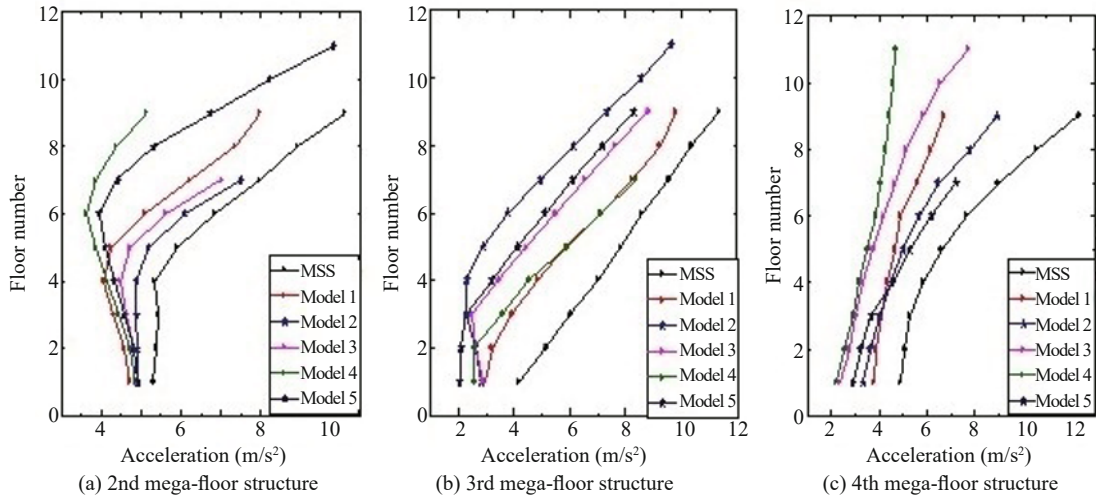 12
10
8
6
4
2
0
Floor number
4
6
8
10
Acceleration (m/s²)
MSS
Model 1
Model 2
Model 3
Model 4
Model 5
(a) 2nd mega-floor structure
12
10
8
6
4
2
0
Floor number
2
4
6
8
10
12
Acceleration (m/s²)
MSS
Model 1
Model 2
Model 3
Model 4
Model 5
(b) 3rd mega-floor structure
12
10
8
6
4
2
0
Floor number
2
4
6
8
10
12
Acceleration (m/s²)
MSS
Model 1
Model 2
Model 3
Model 4
Model 5
(c) 4th mega-floor structure